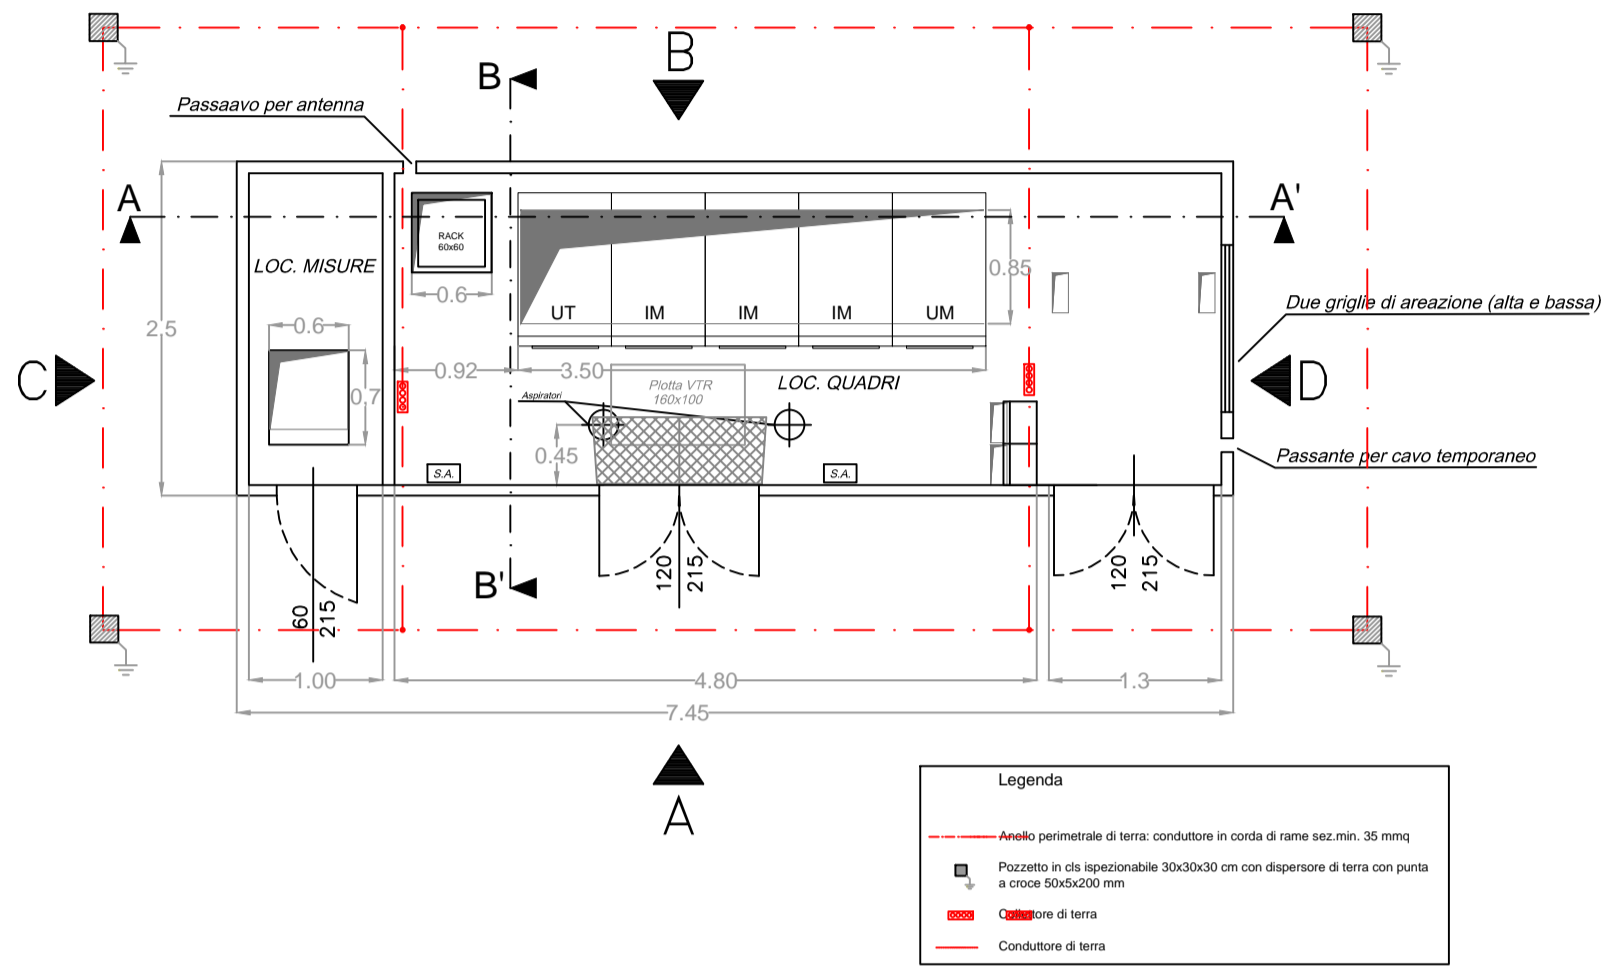 B
B
Passaavo per antenna
A
A'
RACK
60x60
LOC. MISURE
0.85
0.6
UT
IM
IM
IM
UM
Due griglie di areazione (alta e bassa)
2.5
0.6
0.92
3.50
Plotta VTR
160x100
LOC. QUADRI
C
D
0.7
Aspiratori
0.45
Passante per cavo temporaneo
S.A.
S.A.
B'
120
215
120
215
60
215
1.00
4.80
1.3
7.45
A
Legenda
Anello perimetrale di terra: conduttore in corda di rame sez.min. 35 mmq
Pozzetto in cls ispezionabile 30x30x30 cm con dispersore di terra con punta
a croce 50x5x200 mm
Collettore di terra
Conduttore di terra